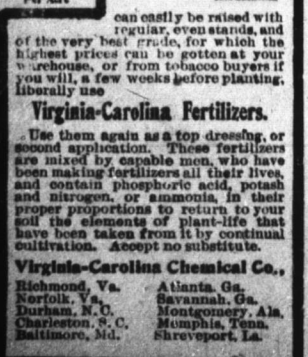 can easily be raised with
regular, even stands, and
of the very best grade, for which the
highest prices can be gotten at your
warehouse, or from tobacco buyers if
you will, a few weeks before planting,
liberally use
Virginia-Carolina Fertilizers.
Use them again as a top dressing, or
second application. These fertilizers
are mixed by capable men, who have
been making fertilizers all their lives,
and contain phosphoric acid, potash
and nitrogen, or ammonia, in their
proper proportions to return to your
soil the elements of plant-life that
have been taken from it by continual
cultivation. Accept no substitute.
Virginia-Carolina Chemical Co.,
Richmond, Va. Atlanta, Ga.
Norfolk, Va. Savannah, Ga.
Durham, N. C. Montgomery, Ala.
Charleston, S. C. Memphis, Tenn.
Baltimore, Md. Shreveport, La.